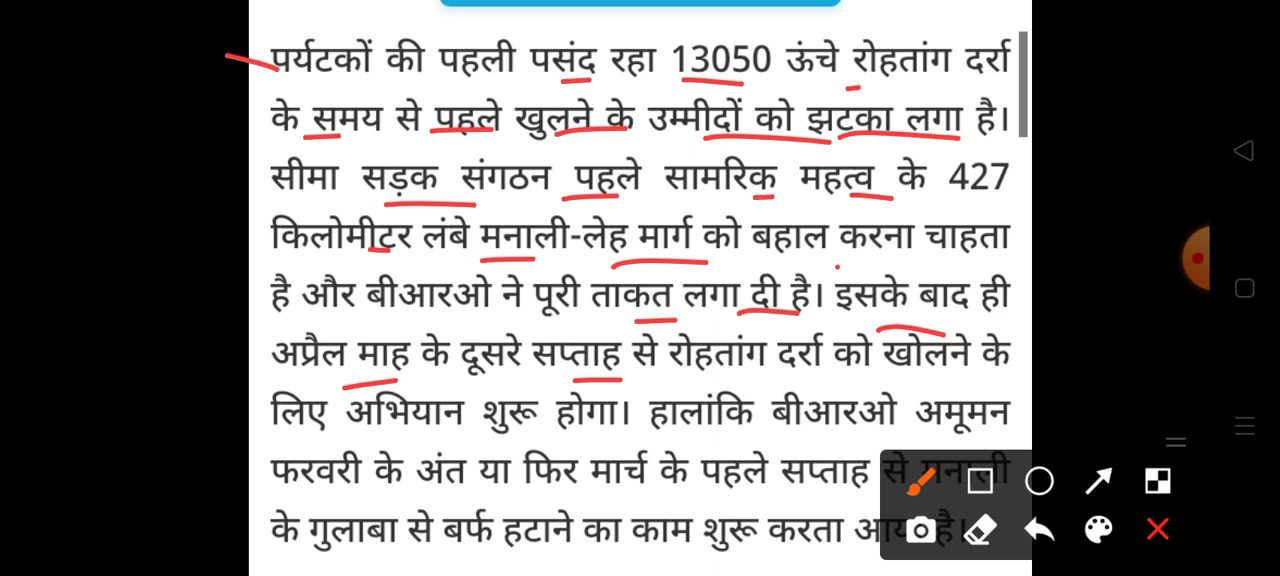 पर्यटकों की पहली पसंद रहा 13050 ऊंचे रोहतांग दर्रा
के समय से पहले खुलने के उम्मीदों को झटका लगा है।
सीमा सड़क संगठन पहले सामरिक महत्व के 427
किलोमीटर लंबे मनाली-लेह मार्ग को बहाल करना चाहता
है और बीआरओ ने पूरी ताकत लगा दी है। इसके बाद ही
अप्रैल माह के दूसरे सप्ताह से रोहतांग दर्रा को खोलने के
लिए अभियान शुरू होगा। हालांकि बीआरओ अमूमन
फरवरी के अंत या फिर मार्च के पहले सप्ताह से मनाली
के गुलाबा से बर्फ हटाने का काम शुरू करता आया है।